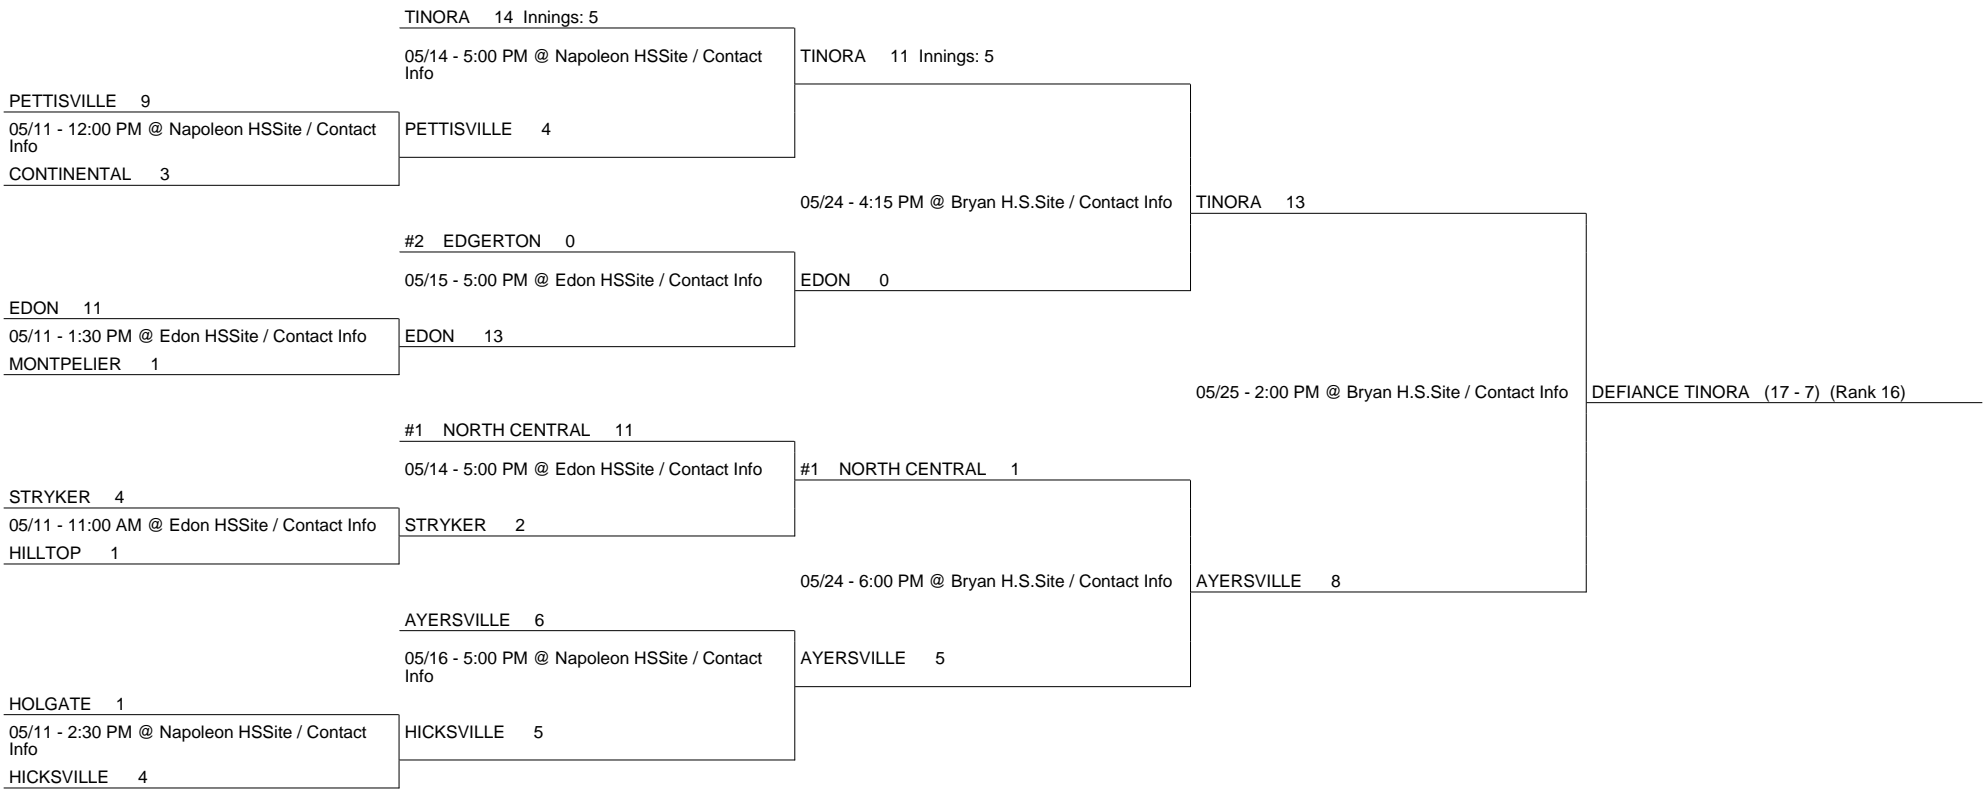 TINORA 14 Innings: 5
05/14 - 5:00 PM @ Napoleon HSSite / Contact
Info
TINORA 11 Innings: 5
PETTISVILLE 9
05/11 - 12:00 PM @ Napoleon HSSite / Contact
Info
PETTISVILLE 4
CONTINENTAL 3
05/24 - 4:15 PM @ Bryan H.S.Site / Contact Info
TINORA 13
#2 EDGERTON 0
05/15 - 5:00 PM @ Edon HSSite / Contact Info
EDON 0
EDON 11
05/11 - 1:30 PM @ Edon HSSite / Contact Info
EDON 13
MONTPELIER 1
05/25 - 2:00 PM @ Bryan H.S.Site / Contact Info
DEFIANCE TINORA (17 - 7) (Rank 16)
#1 NORTH CENTRAL 11
05/14 - 5:00 PM @ Edon HSSite / Contact Info
#1 NORTH CENTRAL 1
STRYKER 4
05/11 - 11:00 AM @ Edon HSSite / Contact Info
STRYKER 2
HILLTOP 1
05/24 - 6:00 PM @ Bryan H.S.Site / Contact Info
AYERSVILLE 8
AYERSVILLE 6
05/16 - 5:00 PM @ Napoleon HSSite / Contact
Info
AYERSVILLE 5
HOLGATE 1
05/11 - 2:30 PM @ Napoleon HSSite / Contact
Info
HICKSVILLE 5
HICKSVILLE 4